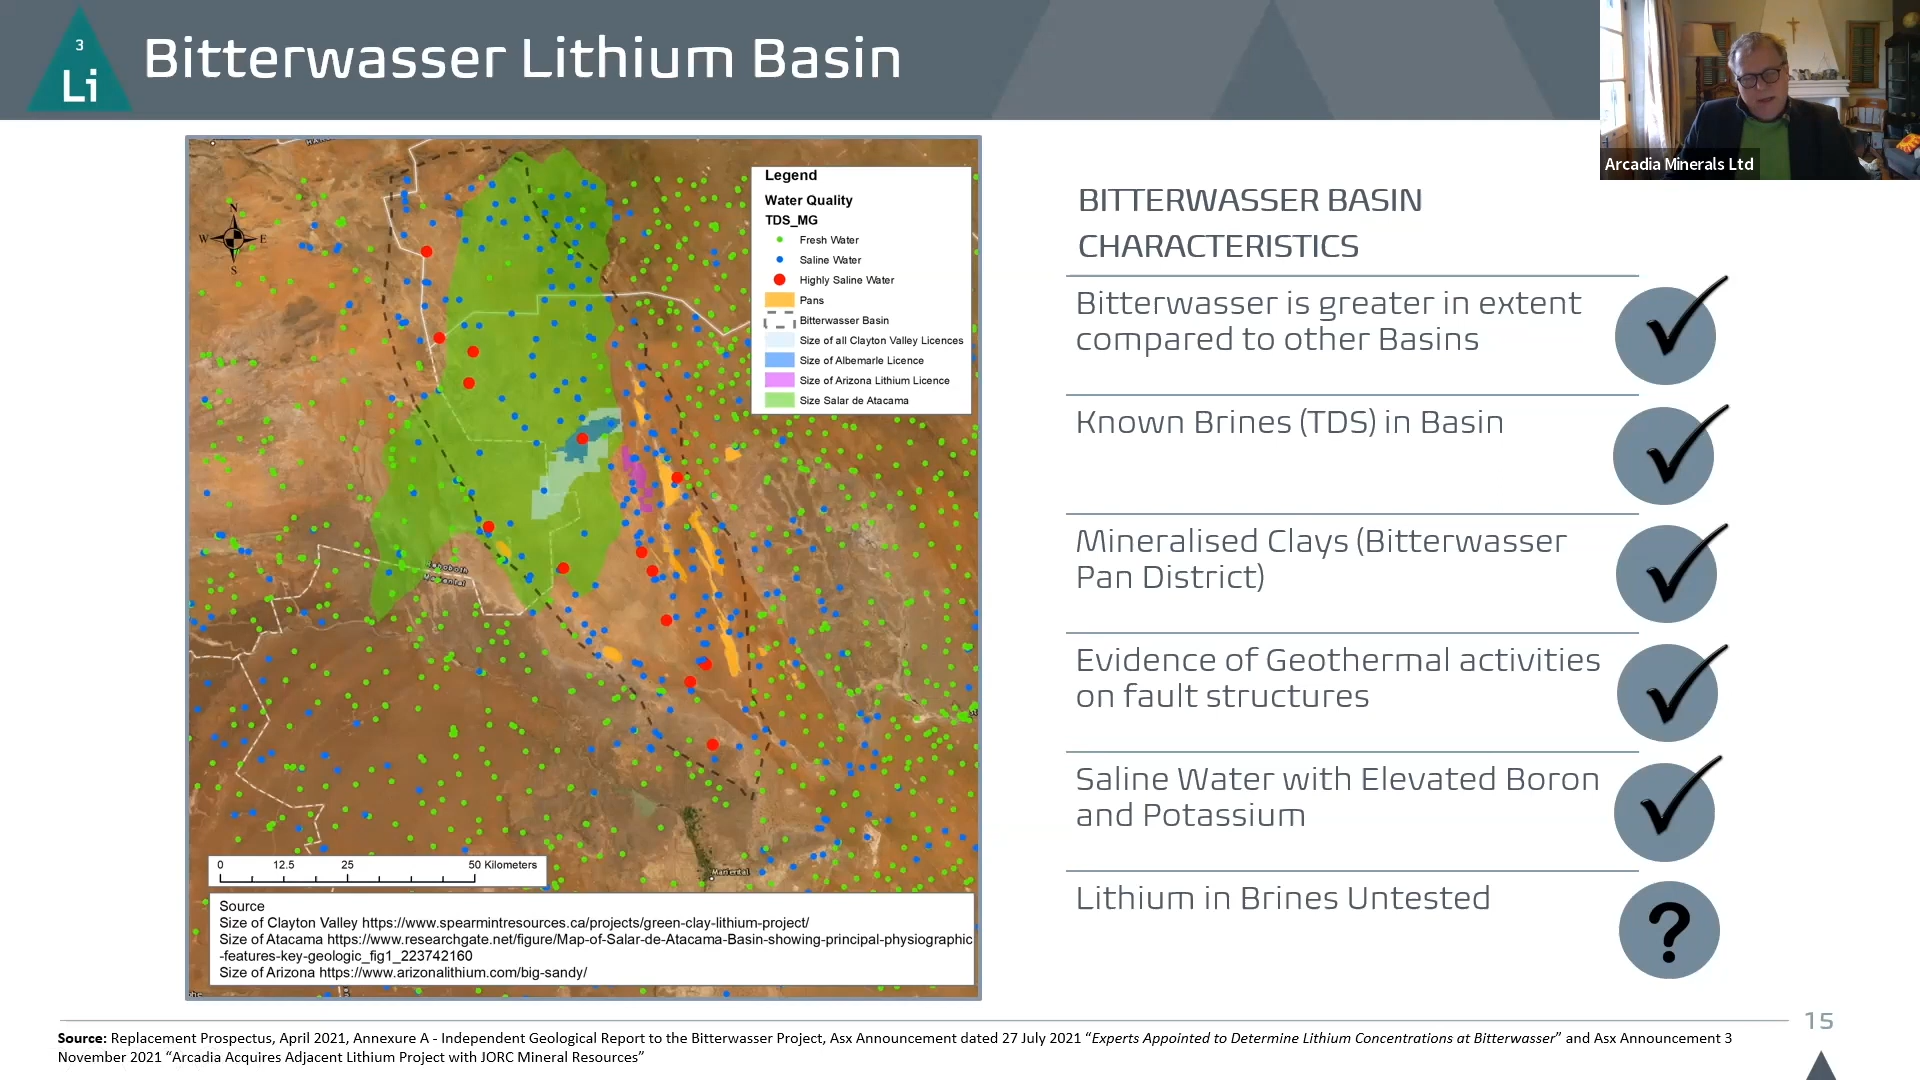 3
Li
Bitterwasser Lithium Basin
Arcadia Minerals Ltd
N
W E
S
Legend
Water Quality
TDS_MG
Fresh Water
Saline Water
Highly Saline Water
Pans
Bitterwasser Basin
Size of all Clayton Valley Licences
Size of Albemarle Licence
Size of Arizona Lithium Licence
Size Salar de Atacama
Mariental
0 12.5 25 50 Kilometers
Source
Size of Clayton Valley https://www.spearmintresources.ca/projects/green-clay-lithium-project/
Size of Atacama https://www.researchgate.net/figure/Map-of-Salar-de-Atacama-Basin-showing-principal-physiographic
-features-key-geologic_fig1_223742160
Size of Arizona https://www.arizonalithium.com/big-sandy/
BITTERWASSER BASIN
CHARACTERISTICS
Bitterwasser is greater in extent
compared to other Basins
Known Brines (TDS) in Basin
Mineralised Clays (Bitterwasser
Pan District)
Evidence of Geothermal activities
on fault structures
Saline Water with Elevated Boron
and Potassium
Lithium in Brines Untested
?
15
Source: Replacement Prospectus, April 2021, Annexure A - Independent Geological Report to the Bitterwasser Project, Asx Announcement dated 27 July 2021 “Experts Appointed to Determine Lithium Concentrations at Bitterwasser” and Asx Announcement 3
November 2021 “Arcadia Acquires Adjacent Lithium Project with JORC Mineral Resources”